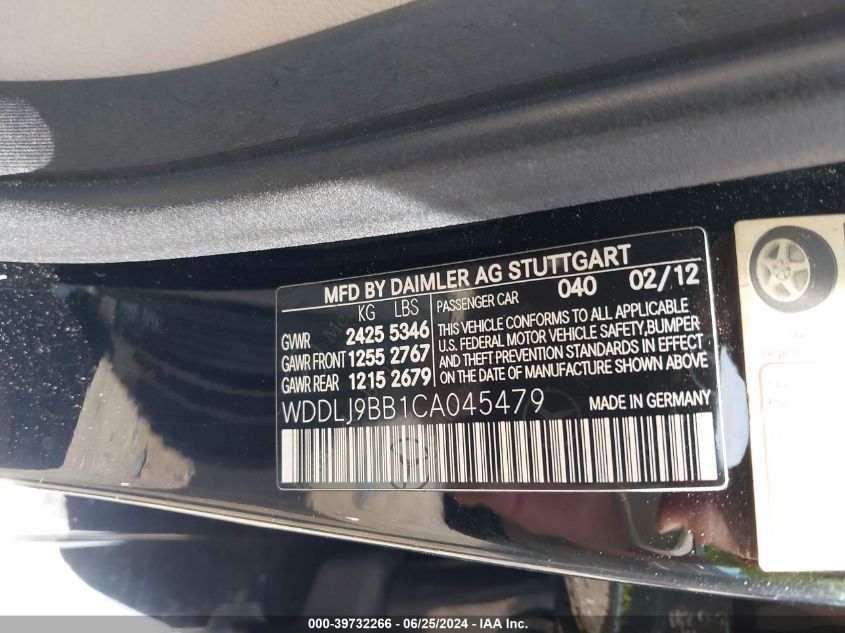 MFD BY DAIMLER AG STUTTGART
KG LBS PASSENGER CAR 040 02/12
GVWR 2425 5346
GAWR FRONT 1255 2767
GAWR REAR 1215 2679
THIS VEHICLE CONFORMS TO ALL APPLICABLE
U.S. FEDERAL MOTOR VEHICLE SAFETY,BUMPER
AND THEFT PREVENTION STANDARDS IN EFFECT
ON THE DATE OF MANUFACTURE SHOWN ABOVE
WDDLJ9BB1CA045479 MADE IN GERMANY
000-39732266 - 06/25/2024 - IAA Inc.